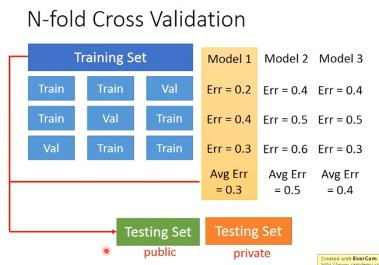 N-fold Cross Validation
Training Set
Model 1 Model 2 Model 3
Train Train Val
Err = 0.2 Err = 0.4 Err = 0.4
Train Val Train
Err = 0.4 Err = 0.5 Err = 0.5
Val Train Train
Err = 0.3 Err = 0.6 Err = 0.3
Avg Err Avg Err Avg Err
= 0.3 = 0.5 = 0.4
Testing Set Testing Set
public private
Created with EverCam.